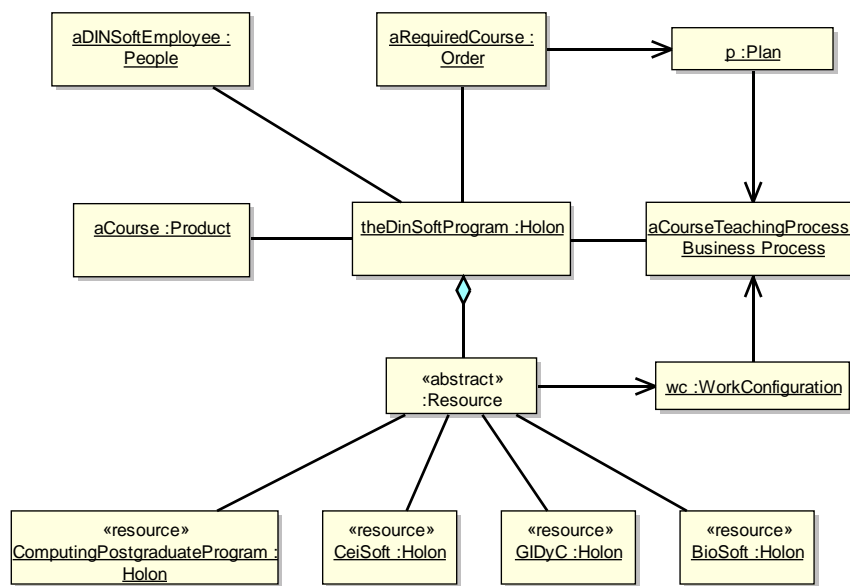 aDINSoftEmployee :
People
aRequiredCourse :
Order
p :Plan
aCourse :Product
theDinSoftProgram :Holon
aCourseTeachingProcess :
Business Process
«abstract»
:Resource
wc :WorkConfiguration
«resource»
ComputingPostgraduateProgram :
Holon
«resource»
CeiSoft :Holon
«resource»
GIDyC :Holon
«resource»
BioSoft :Holon